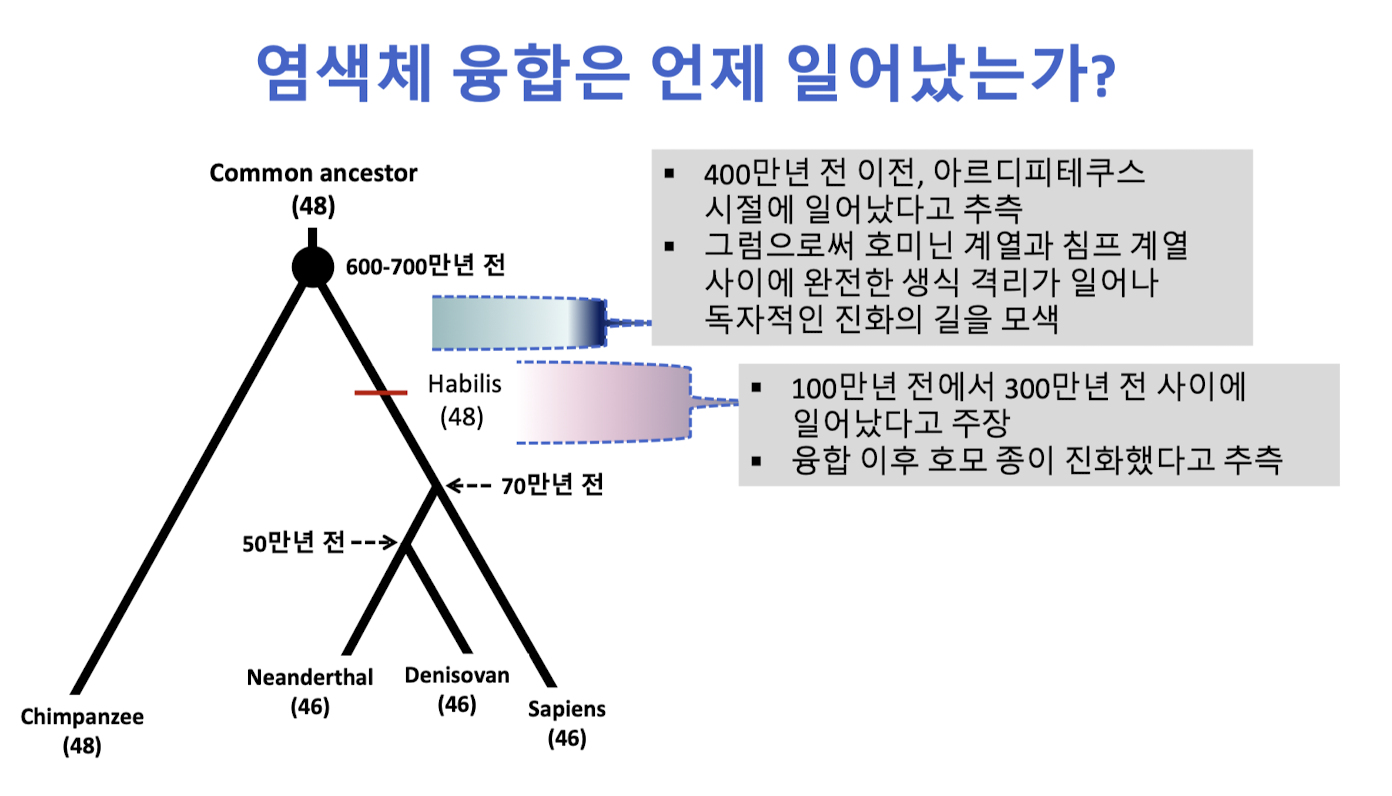 염색체 융합은 언제 일어났는가?
Common ancestor
(48)
600-700만년 전
▪ 400만년 전 이전, 아르디피테쿠스
시절에 일어났다고 추측
▪ 그럼으로써 호미닌 계열과 침프 계열
사이에 완전한 생식 격리가 일어나
독자적인 진화의 길을 모색
Habilis
(48)
▪ 100만년 전에서 300만년 전 사이에
일어났다고 주장
▪ 융합 이후 호모 종이 진화했다고 추측
70만년 전
50만년 전
Neanderthal
(46)
Denisovan
(46)
Sapiens
(46)
Chimpanzee
(48)